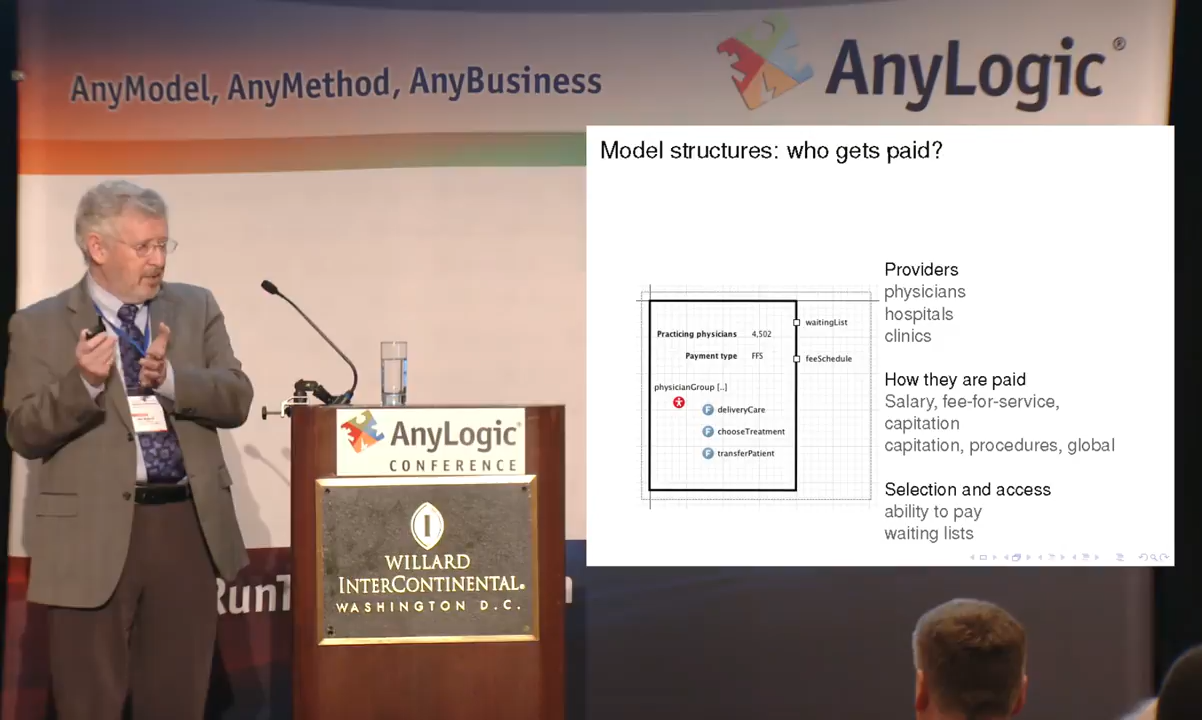 AnyModel, AnyMethod, AnyBusiness
AnyLogic®
Model structures: who gets paid?
Practicing physicians 4,502
Payment type FFS
physicianGroup [..]
deliveryCare
chooseTreatment
transferPatient
waitingList
feeSchedule
Providers
physicians
hospitals
clinics
How they are paid
Salary, fee-for-service,
capitation
capitation, procedures, global
Selection and access
ability to pay
waiting lists
AnyLogic®
CONFERENCE
I
WILLARD
INTERCONTINENTAL.
WASHINGTON D.C.